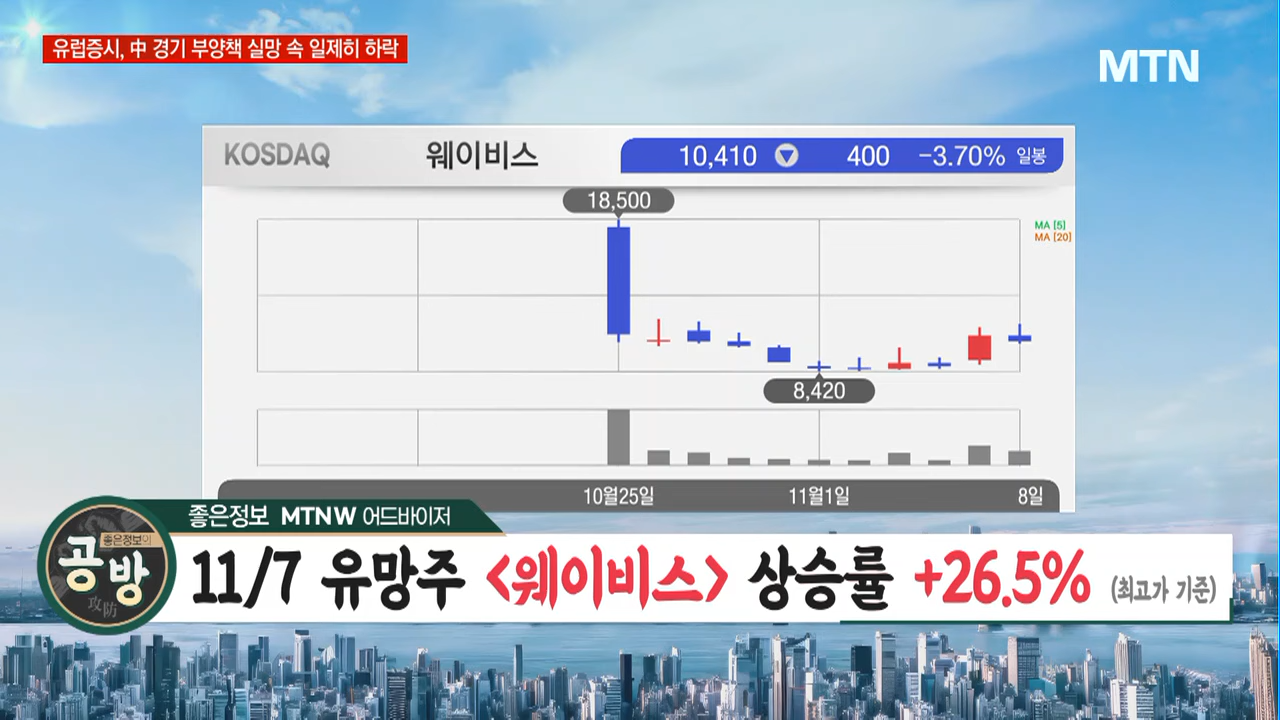 유럽증시, 中 경기 부양책 실망 속 일제히 하락
MTN
KOSDAQ 웨이비스 10,410 ▼ 400 -3.70% 일봉
18,500
MA [5]
MA [20]
8,420
10월25일 11월1일 8일
좋은정보 MTNW 어드바이저
좋은정보의
공방
攻防
11/7 유망주 <웨이비스> 상승률 +26.5% (최고가 기준)